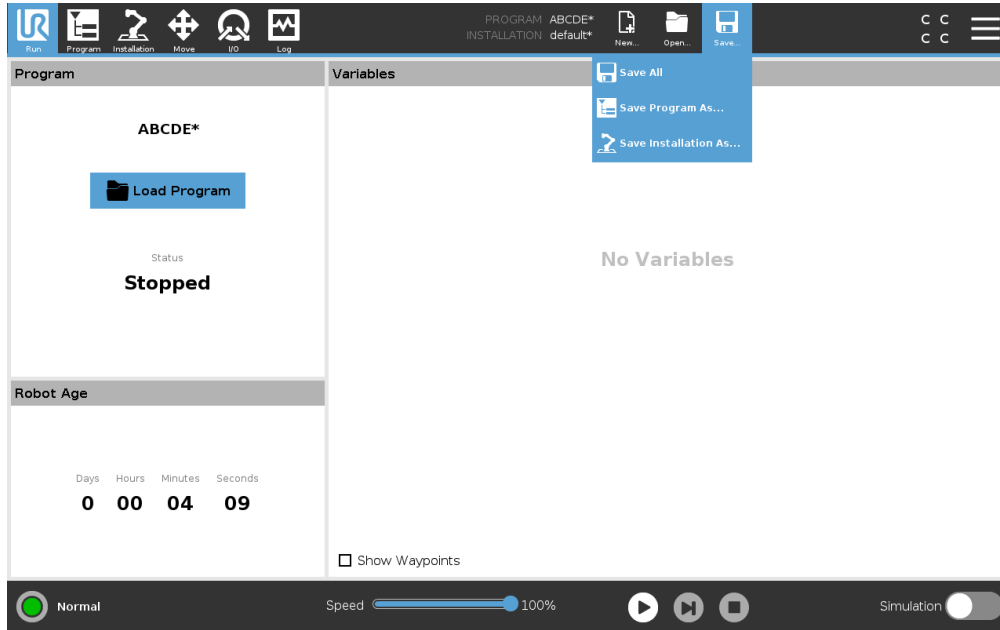 PROGRAM ABCDE*
INSTALLATION default*
C C
C C
Run Program Installation Move I/O Log New... Open... Save...
Program
Variables
Save All
Save Program As...
Save Installation As...
ABCDE*
Load Program
Status
Stopped
No Variables
Robot Age
Days Hours Minutes Seconds
0 00 04 09
Show Waypoints
Normal
Speed 100%
Simulation